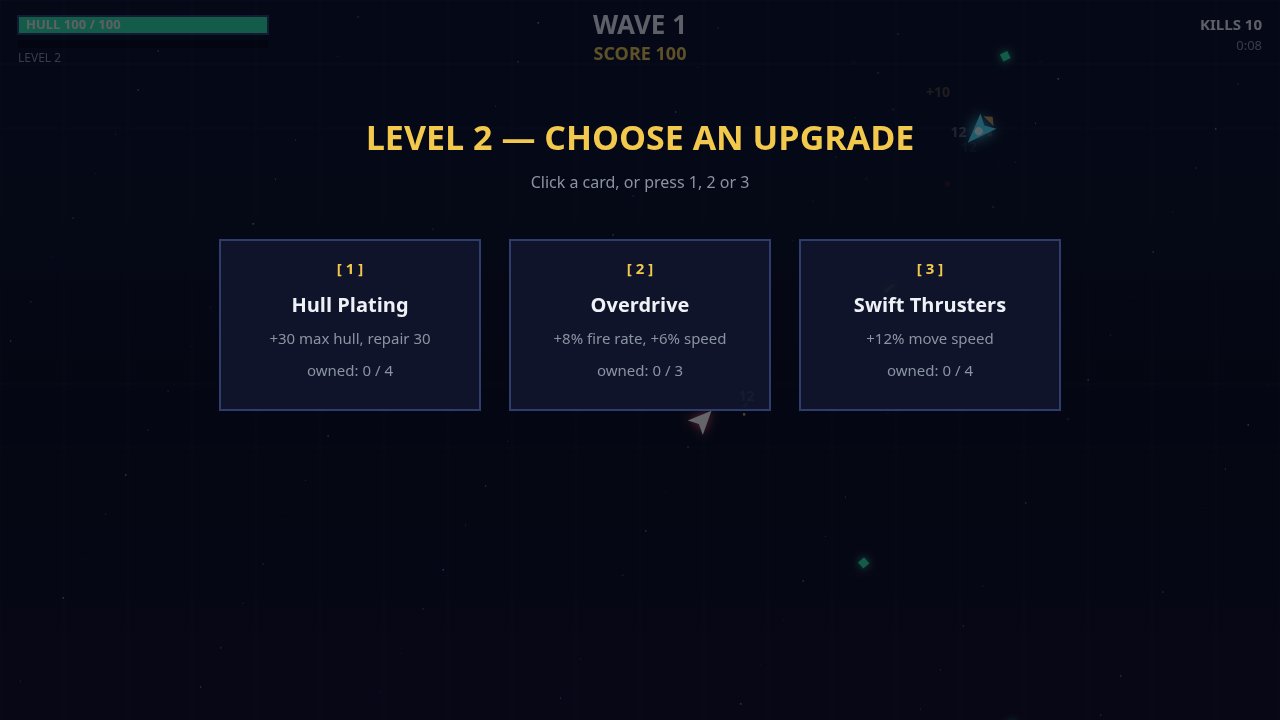 HULL 100 / 100
LEVEL 2
WAVE 1
SCORE 100
KILLS 10
0:08
+10
12
LEVEL 2 — CHOOSE AN UPGRADE
Click a card, or press 1, 2 or 3
[ 1 ]
Hull Plating
+30 max hull, repair 30
owned: 0 / 4
[ 2 ]
Overdrive
+8% fire rate, +6% speed
owned: 0 / 3
[ 3 ]
Swift Thrusters
+12% move speed
owned: 0 / 4
12